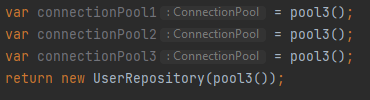 var connectionPool1 : ConnectionPool = pool3();
var connectionPool2 : ConnectionPool = pool3();
var connectionPool3 : ConnectionPool = pool3();
return new UserRepository(pool3());